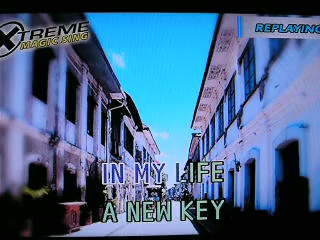 XTREME
MAGIC SING
REPLAYING
IN MY LIFE
A NEW KEY